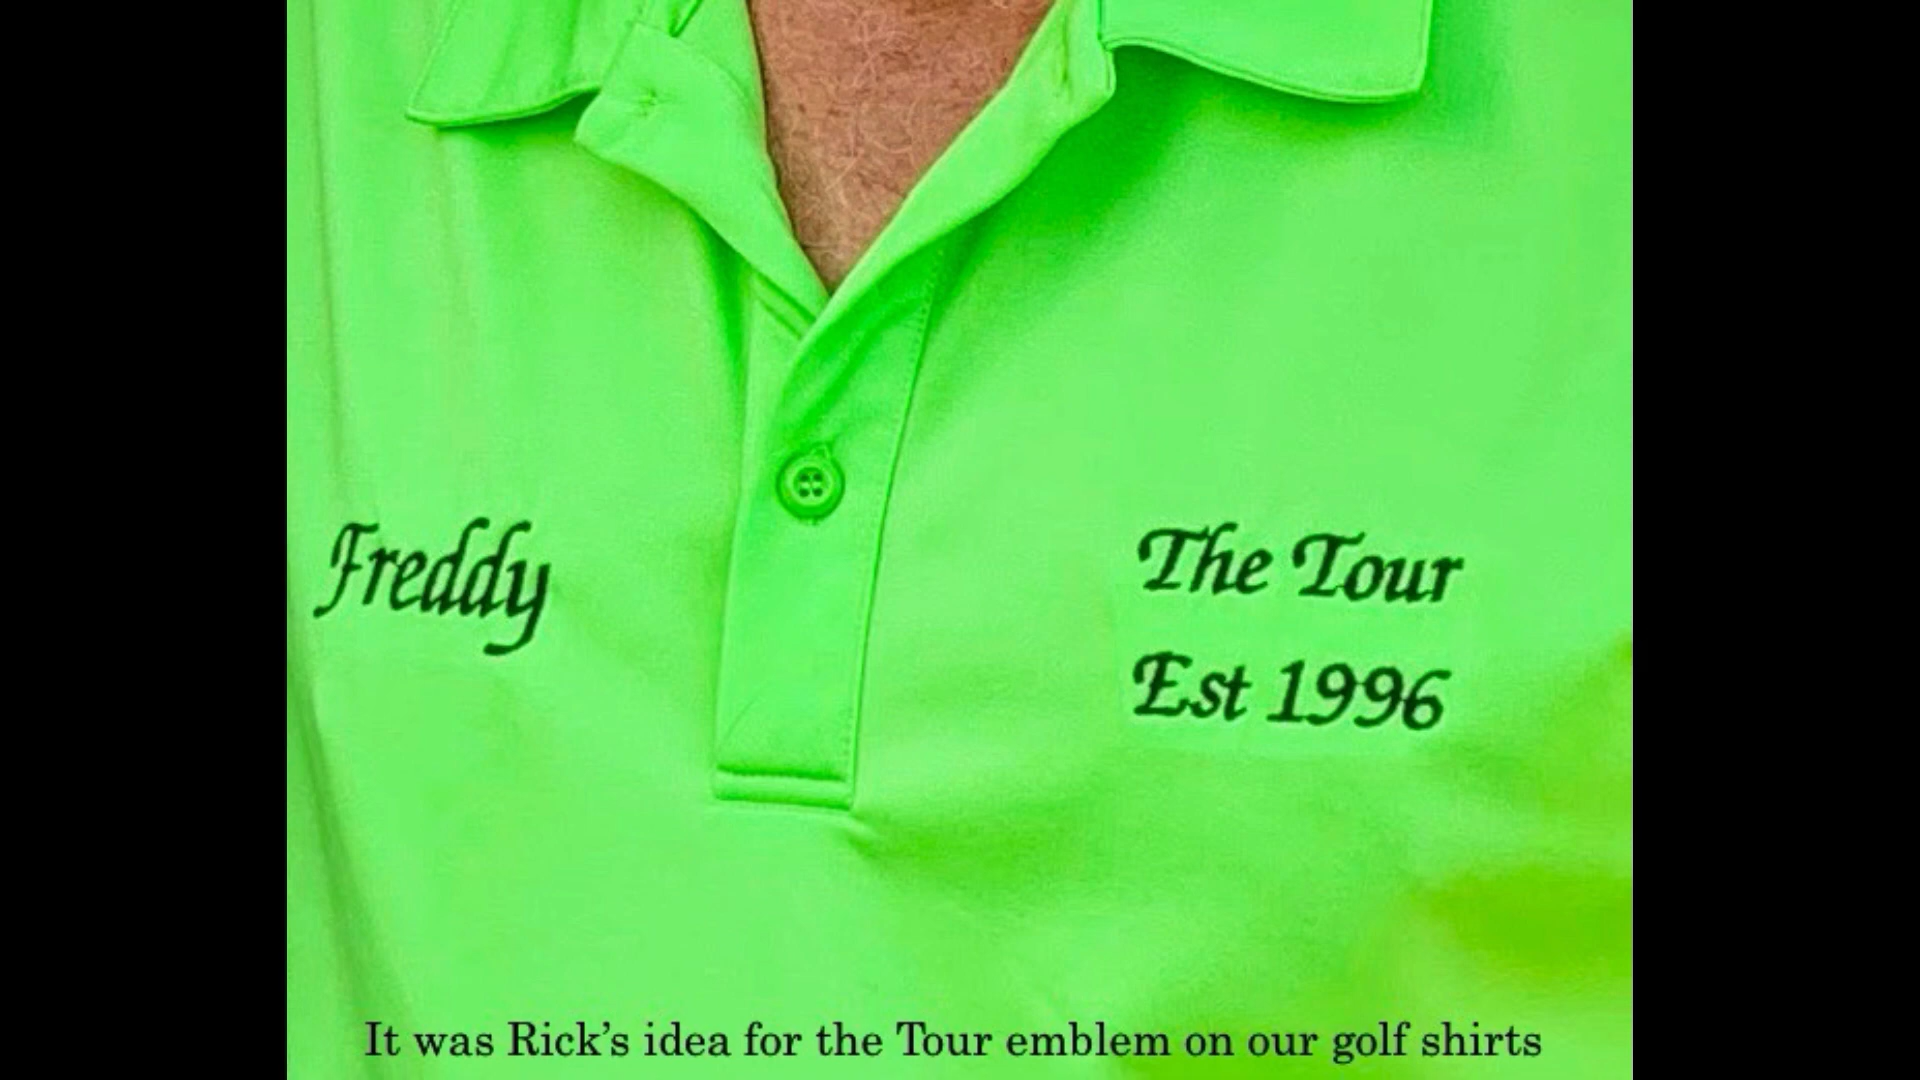 Freddy
The Tour
Est 1996
It was Rick’s idea for the Tour emblem on our golf shirts